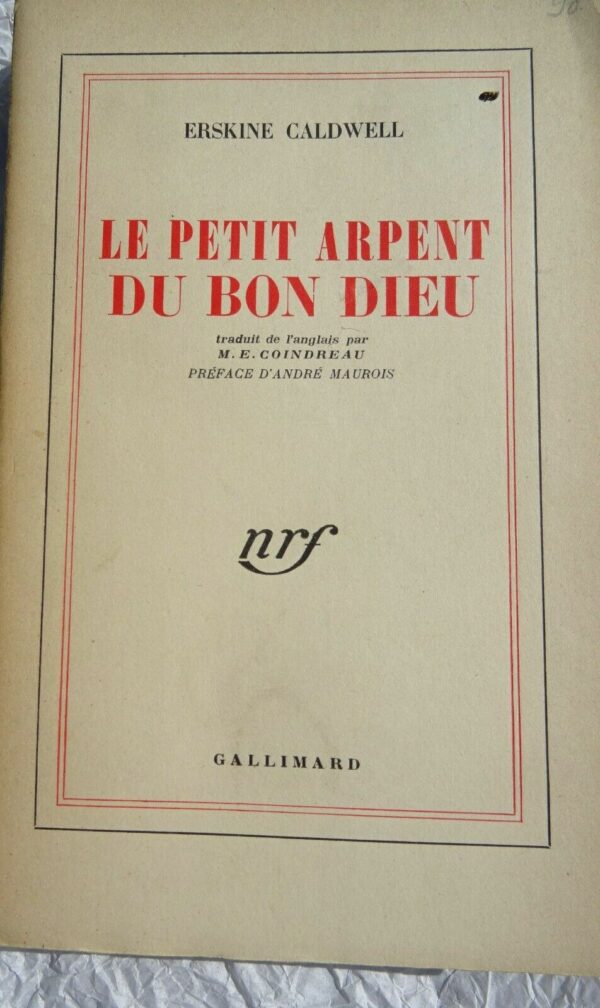 ERSKINE CALDWELL
LE PETIT ARPENT
DU BON DIEU
traduit de l'anglais par
M. E. COINDREAU
PRÉFACE D'ANDRÉ MAUROIS
nrf
GALLIMARD